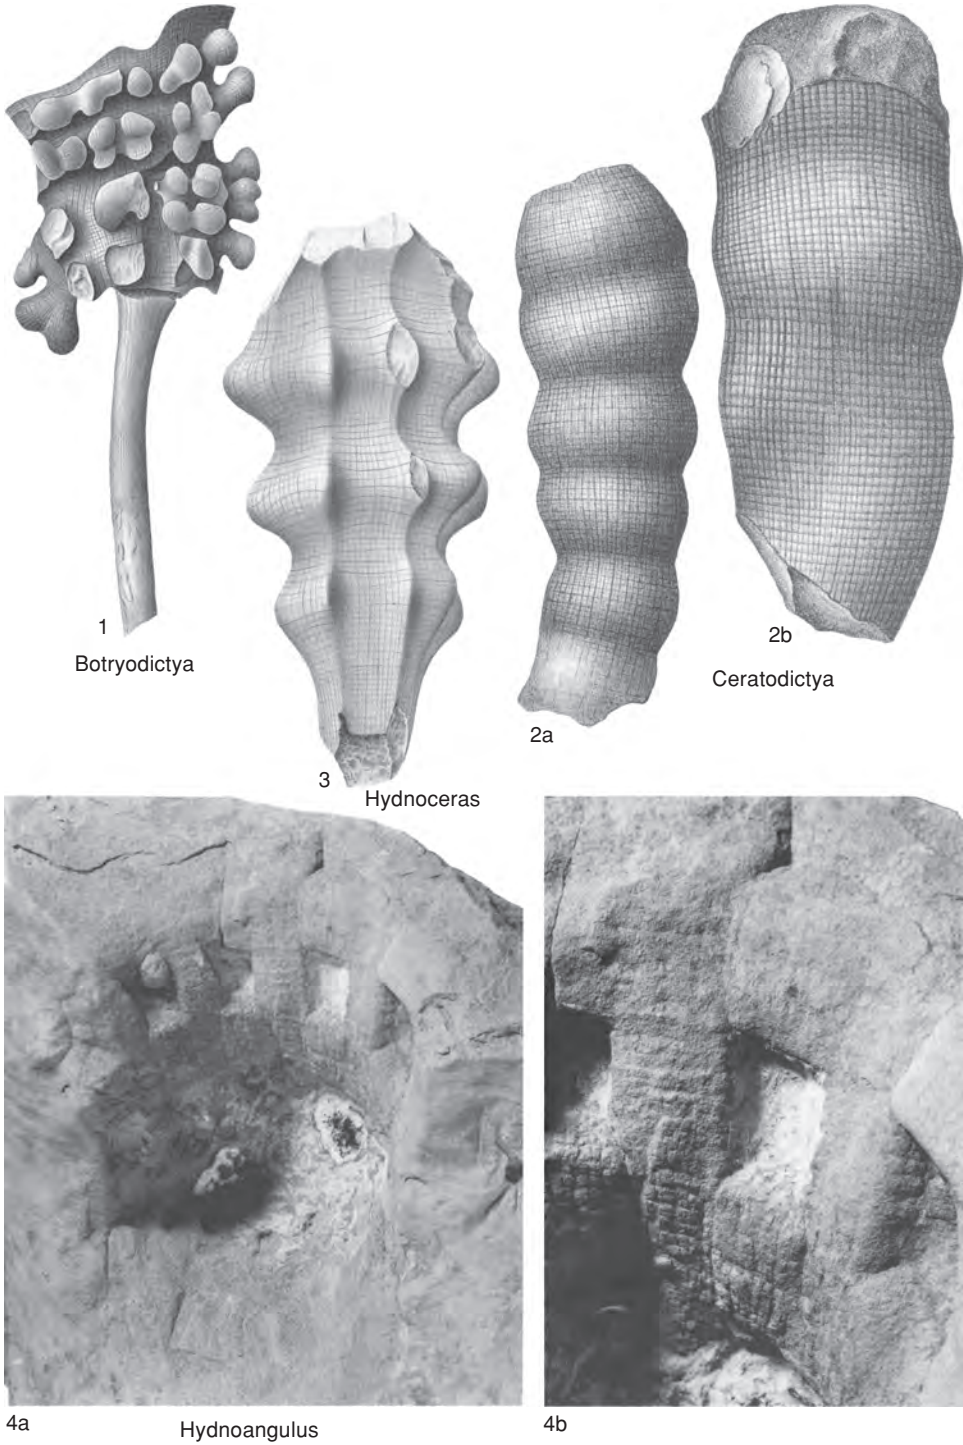 1
Botryodictya
2b
Ceratodictya
2a
3
Hydnoceras
4a
Hydnoangulus
4b